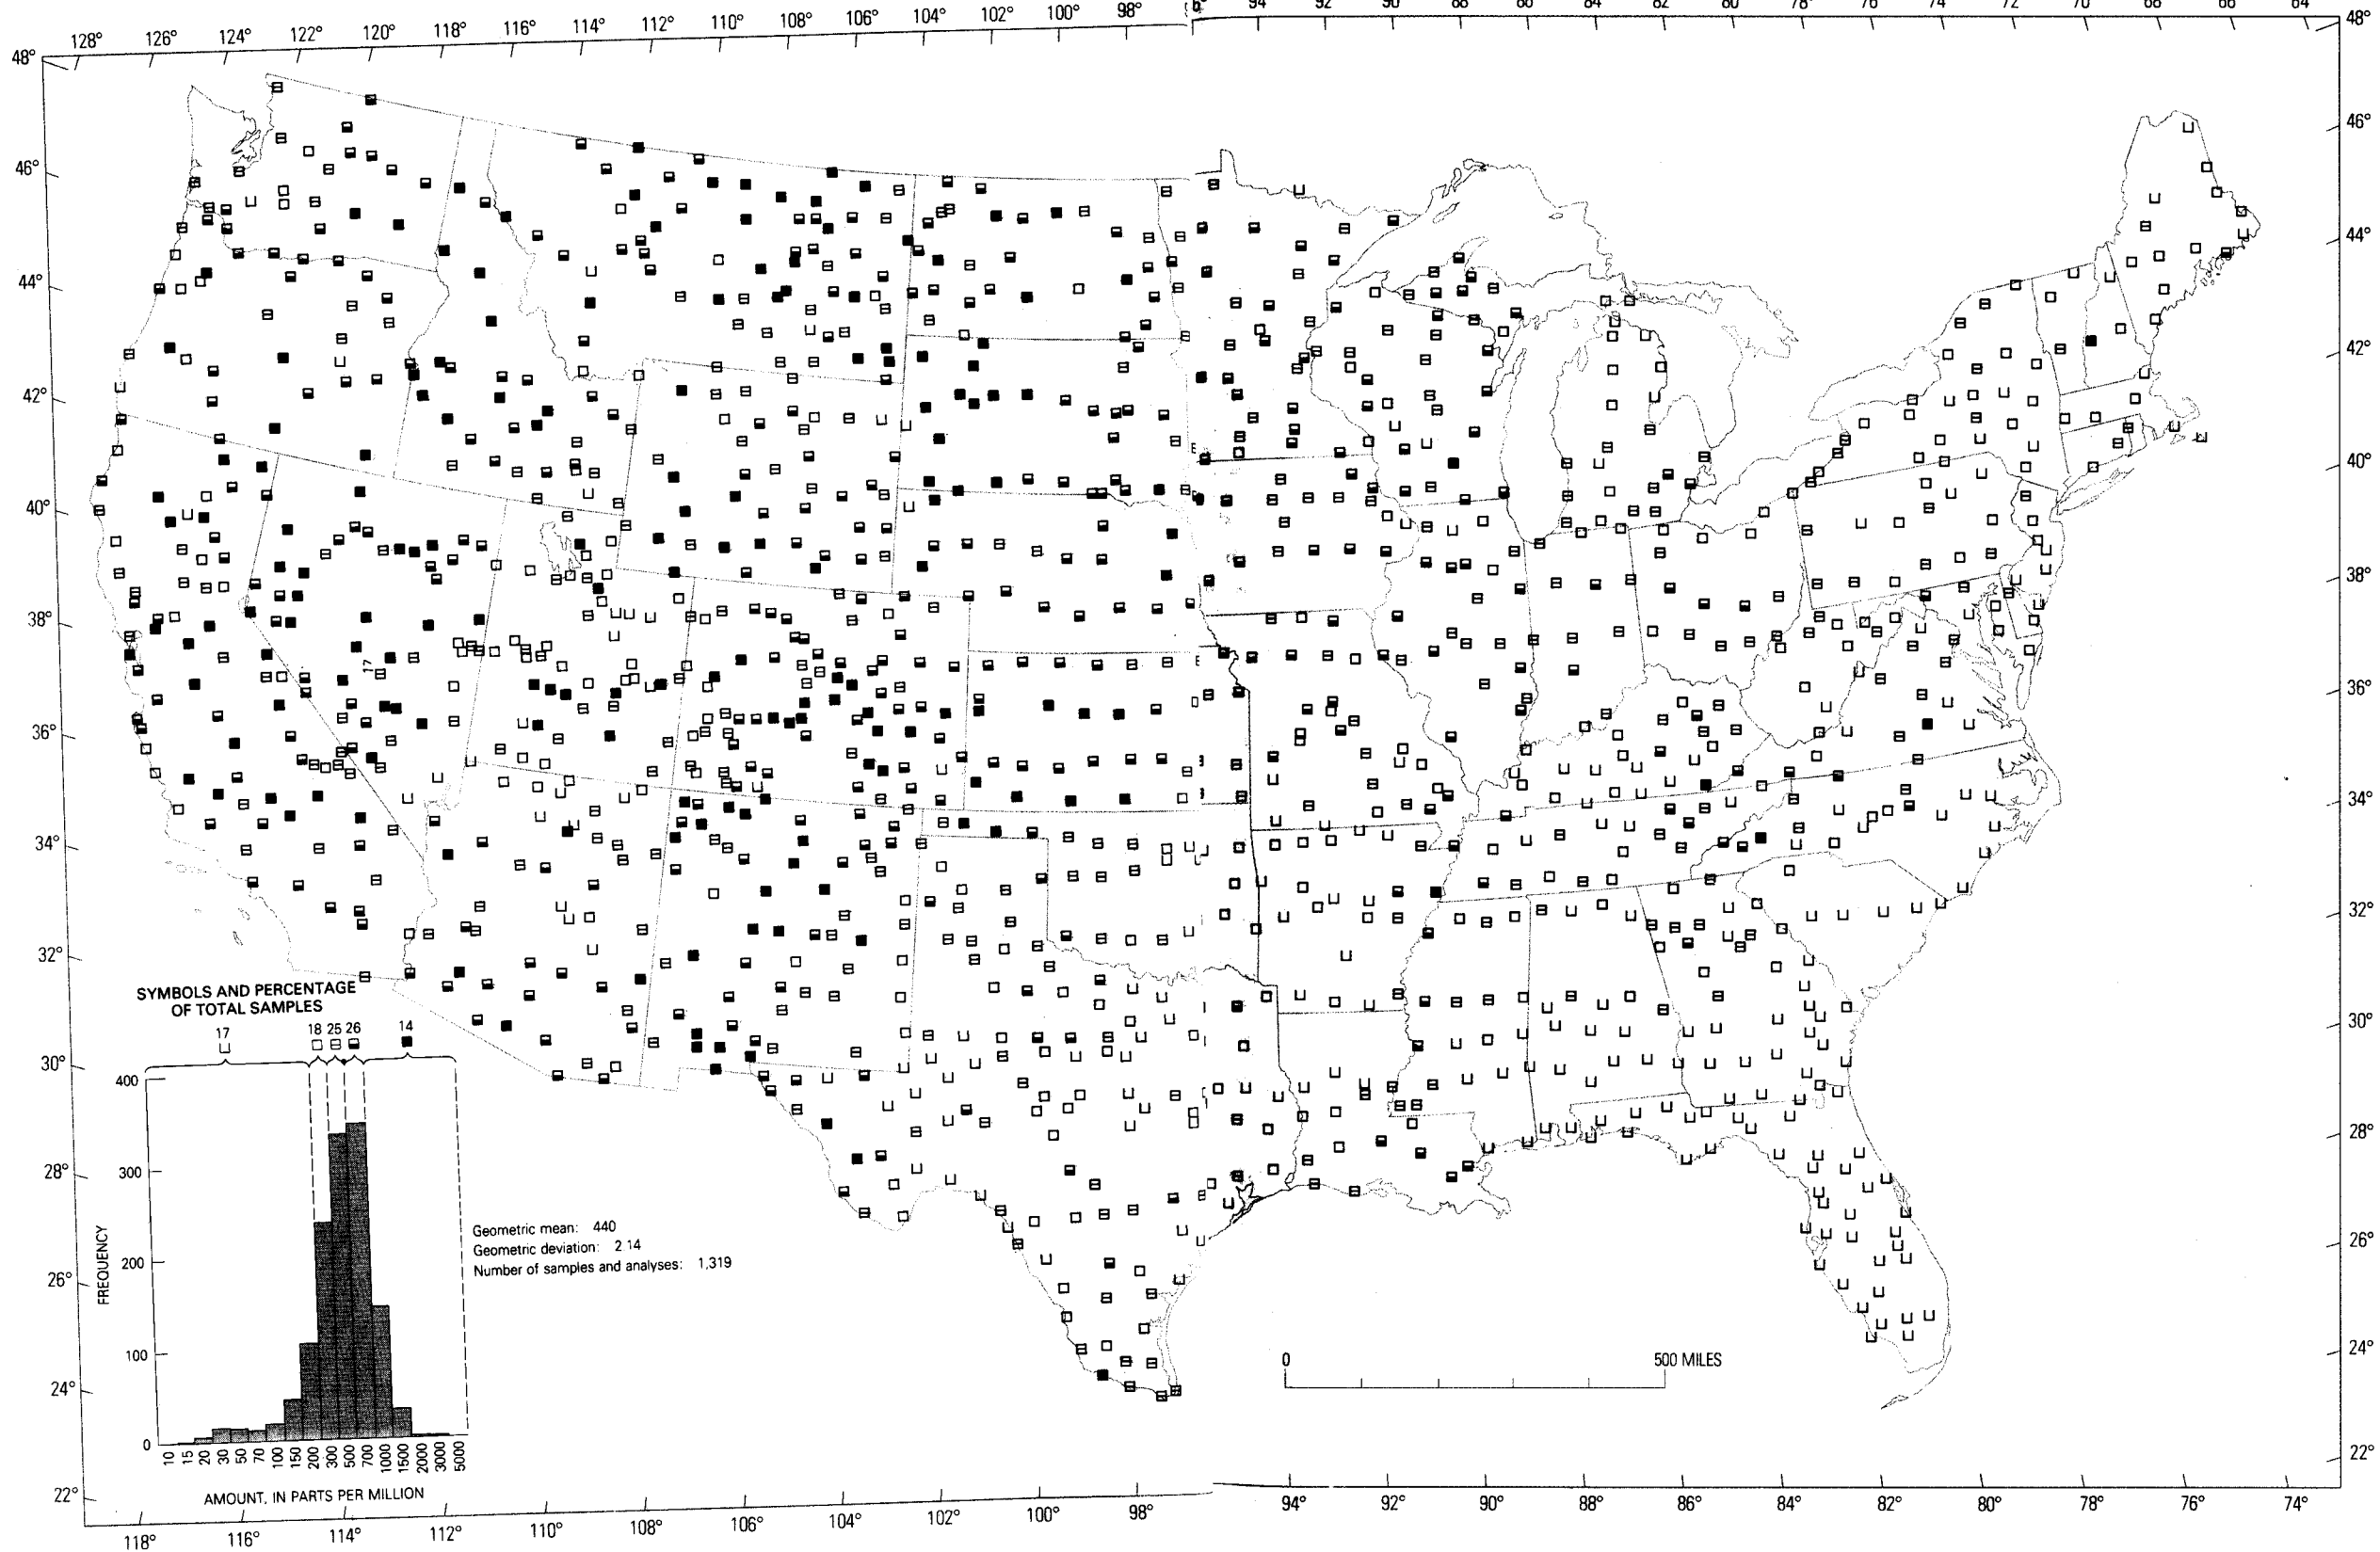 128° 126° 124° 122° 120° 118° 116° 114° 112° 110° 108° 106° 104° 102° 100° 98° 94 92 90 88 86 84 82 80 78 76 74 72 70 68 66 64
48° 48°
46° 46°
44° 44°
42° 42°
40° 40°
38° 38°
36° 36°
34° 34°
32° 32°
30° 30°
28° 28°
26° 26°
24° 24°
22° 22°
17
SYMBOLS AND PERCENTAGE
OF TOTAL SAMPLES
17 18 25 26 14
400
300
200
100
0
FREQUENCY
10 15 20 30 50 70 100 150 200 300 500 700 1000 1500 2000 3000 5000
AMOUNT, IN PARTS PER MILLION
Geometric mean: 440
Geometric deviation: 2.14
Number of samples and analyses: 1,319
0 500 MILES
118° 116° 114° 112° 110° 108° 106° 104° 102° 100° 98° 94° 92° 90° 88° 86° 84° 82° 80° 78° 76° 74°